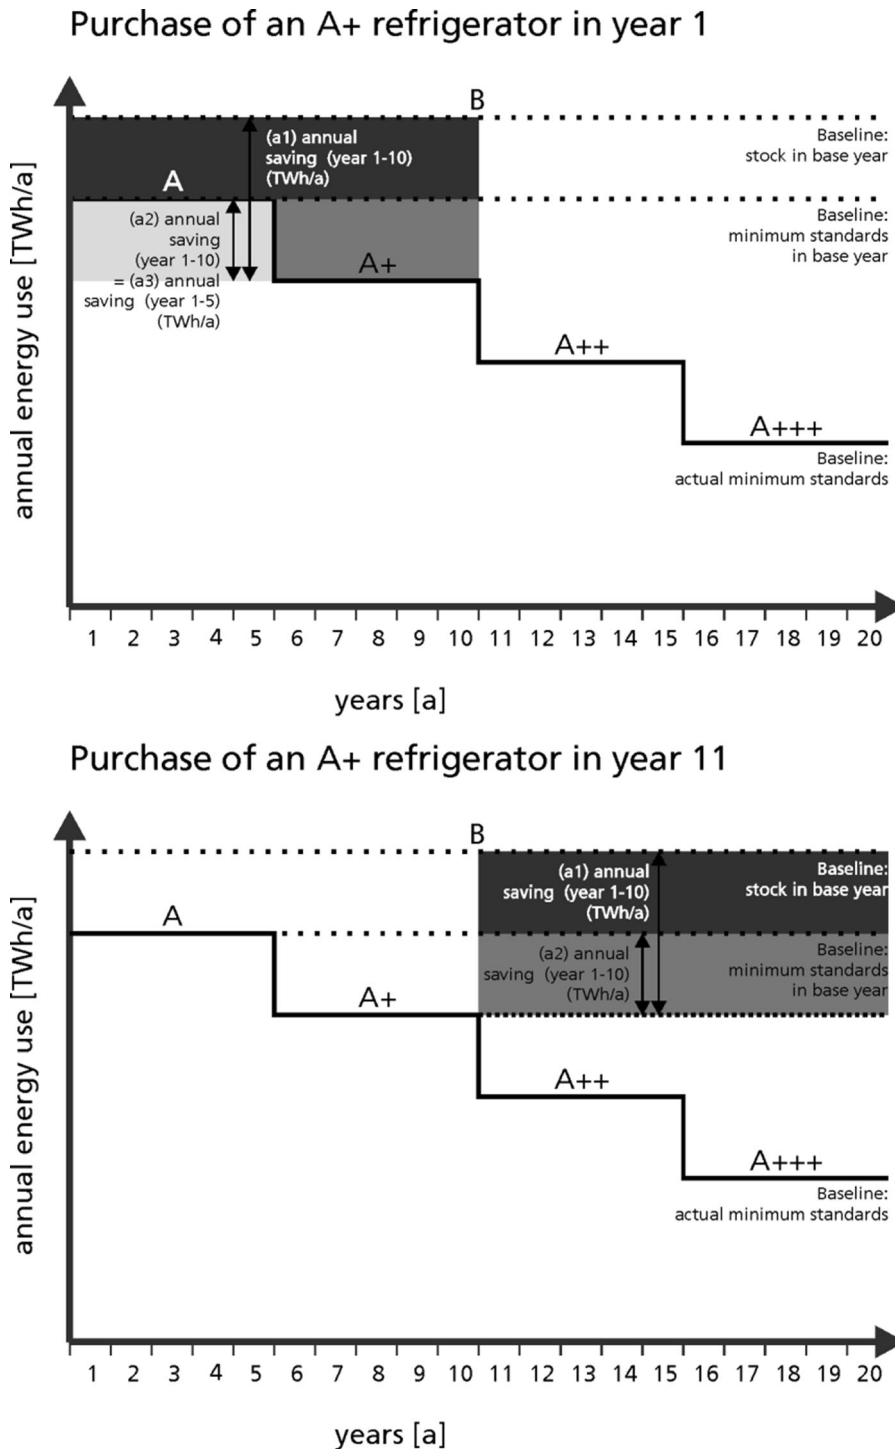 Purchase of an A+ refrigerator in year 1
annual energy use [TWh/a]
B
Baseline:
stock in base year
(a1) annual
saving (year 1-10)
(TWh/a)
A
Baseline:
minimum standards
in base year
(a2) annual
saving
(year 1-10)
= (a3) annual
saving (year 1-5)
(TWh/a)
A+
A++
A+++
Baseline:
actual minimum standards
1 2 3 4 5 6 7 8 9 10 11 12 13 14 15 16 17 18 19 20
years [a]
Purchase of an A+ refrigerator in year 11
annual energy use [TWh/a]
B
(a1) annual
saving (year 1-10)
(TWh/a)
Baseline:
stock in base year
A
(a2) annual
saving (year 1-10)
(TWh/a)
Baseline:
minimum standards
in base year
A+
A++
A+++
Baseline:
actual minimum standards
1 2 3 4 5 6 7 8 9 10 11 12 13 14 15 16 17 18 19 20
years [a]